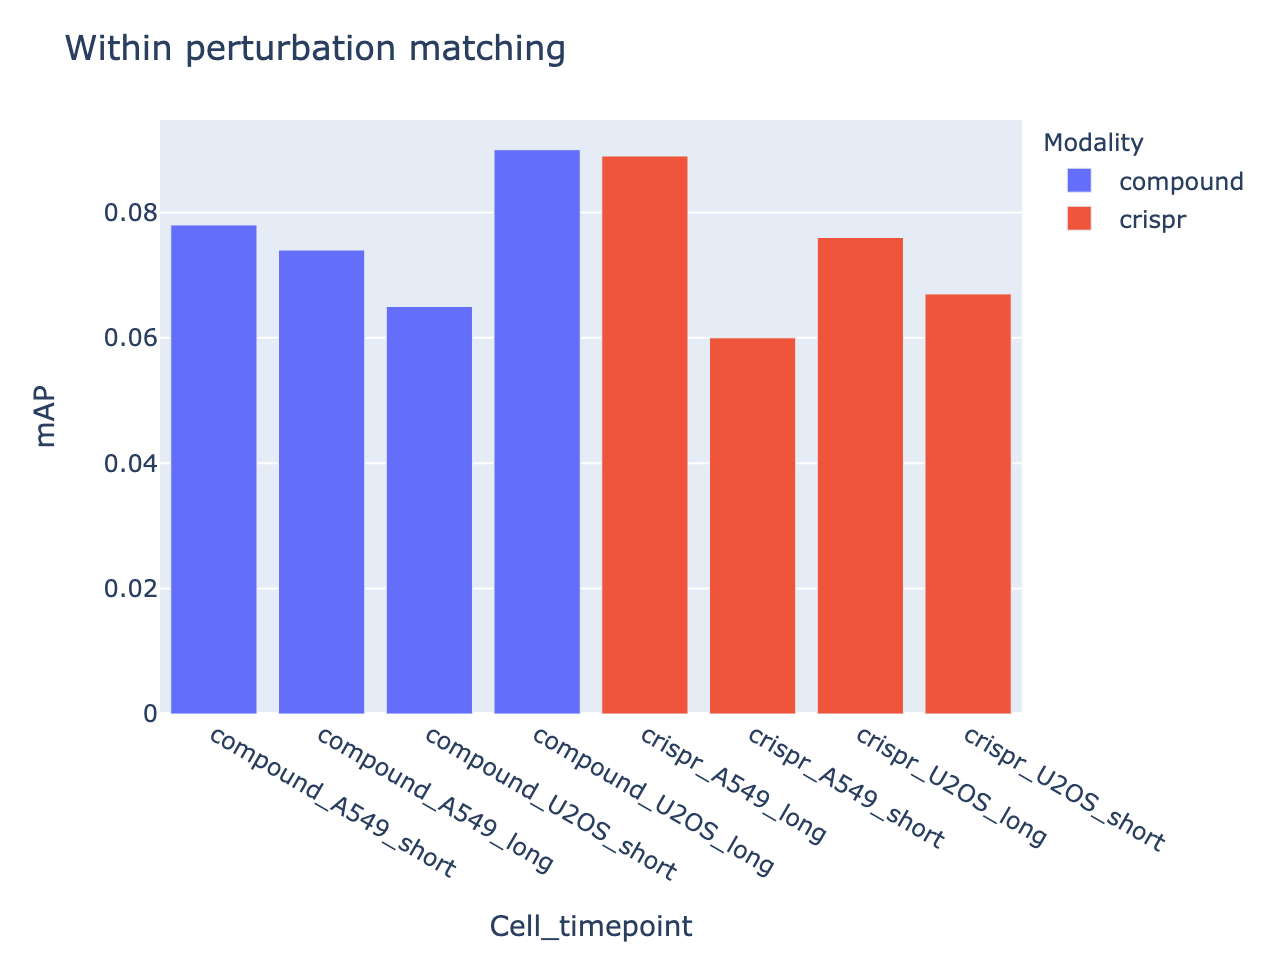 Within perturbation matching
Modality
compound
crispr
0.08
0.06
0.04
0.02
0
mAP
compound_A549_short
compound_A549_long
compound_U2OS_short
compound_U2OS_long
crispr_A549_long
crispr_A549_short
crispr_U2OS_long
crispr_U2OS_short
Cell_timepoint